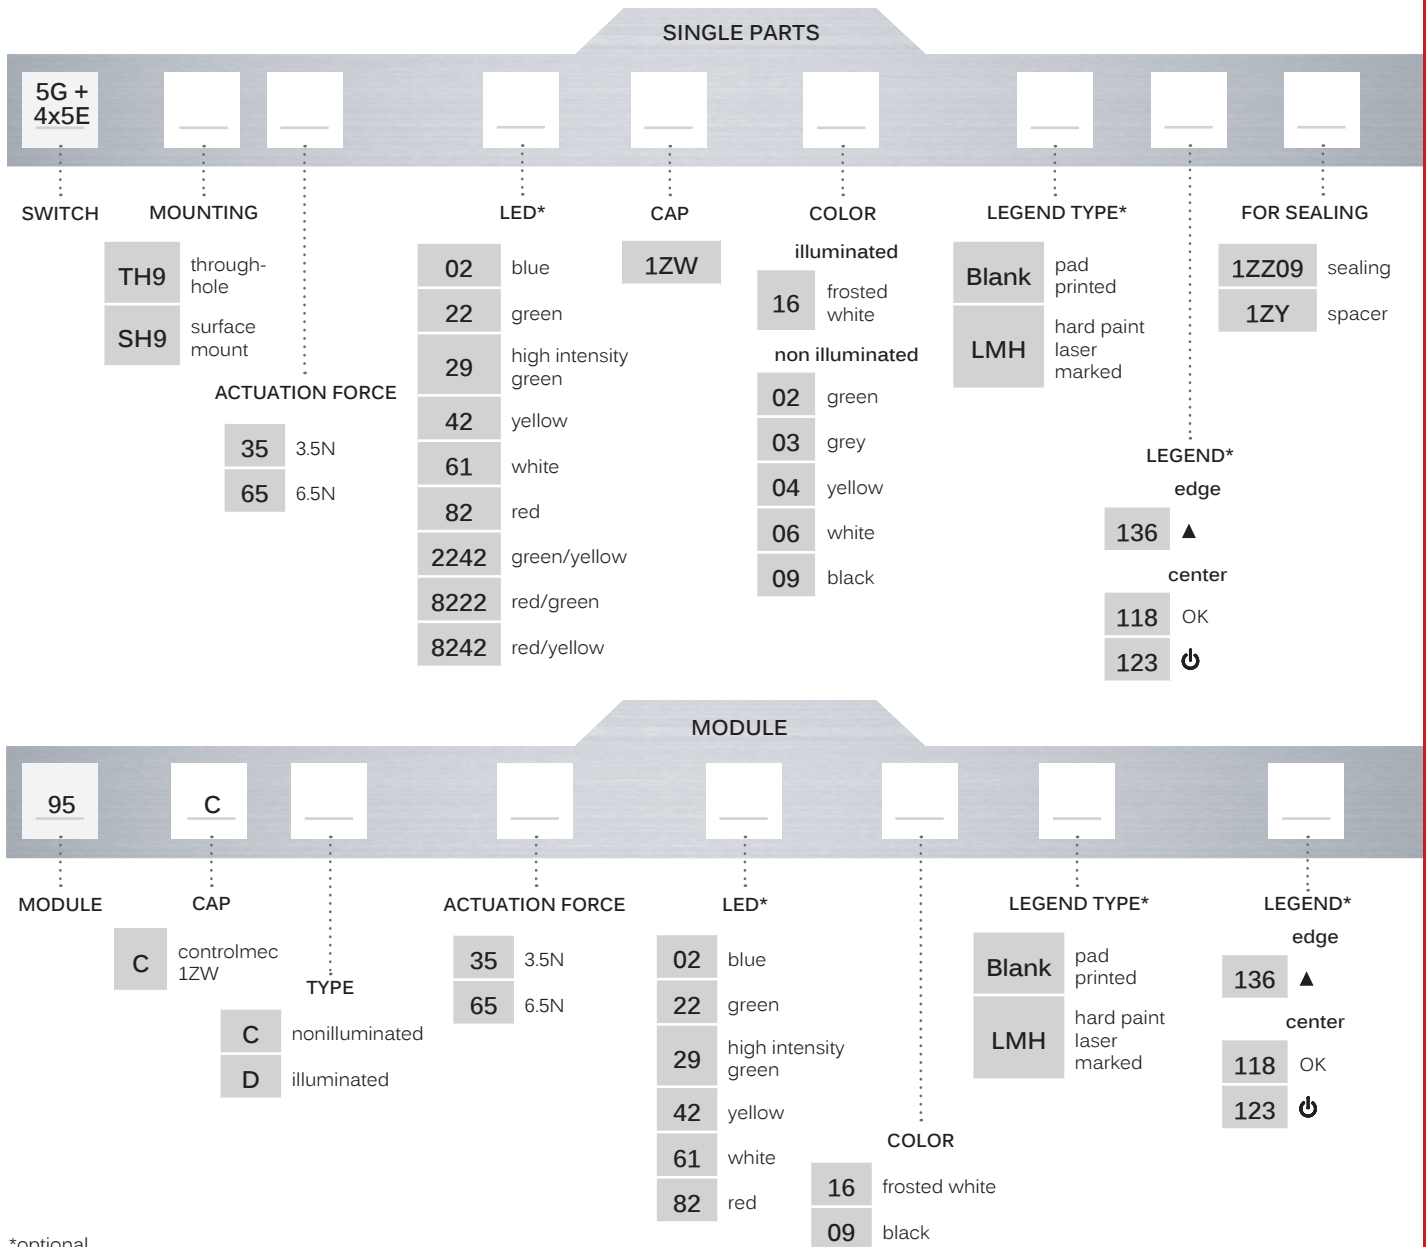 SINGLE PARTS
5G +
4x5E
SWITCH
MOUNTING
TH9 through-
hole
SH9 surface
mount
ACTUATION FORCE
35 3.5N
65 6.5N
LED*
02 blue
22 green
29 high intensity
green
42 yellow
61 white
82 red
2242 green/yellow
8222 red/green
8242 red/yellow
CAP
1ZW
COLOR
illuminated
16 frosted
white
non illuminated
02 green
03 grey
04 yellow
06 white
09 black
LEGEND TYPE*
Blank pad
printed
LMH hard paint
laser
marked
LEGEND*
edge
136 ▲
center
118 OK
123 ⏻
FOR SEALING
1ZZ09 sealing
1ZY spacer
MODULE
95
C
MODULE
CAP
C controlmec
1ZW
TYPE
C nonilluminated
D illuminated
ACTUATION FORCE
35 3.5N
65 6.5N
LED*
02 blue
22 green
29 high intensity
green
42 yellow
61 white
82 red
COLOR
16 frosted white
09 black
LEGEND TYPE*
Blank pad
printed
LMH hard paint
laser
marked
LEGEND*
edge
136 ▲
center
118 OK
123 ⏻
*optional